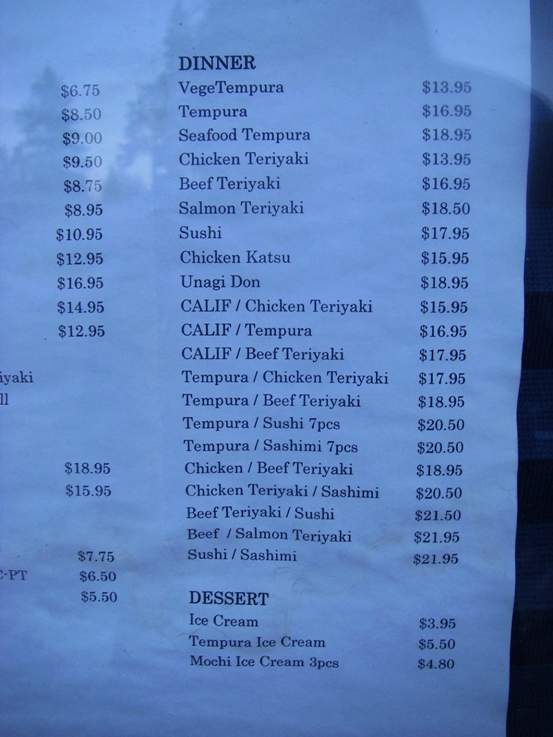 $6.75
$8.50
$9.00
$9.50
$8.75
$8.95
$10.95
$12.95
$16.95
$14.95
$12.95
iyaki
ll
$18.95
$15.95
$7.75
C-PT $6.50
$5.50
DINNER
VegeTempura $13.95
Tempura $16.95
Seafood Tempura $18.95
Chicken Teriyaki $13.95
Beef Teriyaki $16.95
Salmon Teriyaki $18.50
Sushi $17.95
Chicken Katsu $15.95
Unagi Don $18.95
CALIF / Chicken Teriyaki $15.95
CALIF / Tempura $16.95
CALIF / Beef Teriyaki $17.95
Tempura / Chicken Teriyaki $17.95
Tempura / Beef Teriyaki $18.95
Tempura / Sushi 7pcs $20.50
Tempura / Sashimi 7pcs $20.50
Chicken / Beef Teriyaki $18.95
Chicken Teriyaki / Sashimi $20.50
Beef Teriyaki / Sushi $21.50
Beef / Salmon Teriyaki $21.95
Sushi / Sashimi $21.95
DESSERT
Ice Cream $3.95
Tempura Ice Cream $5.50
Mochi Ice Cream 3pcs $4.80